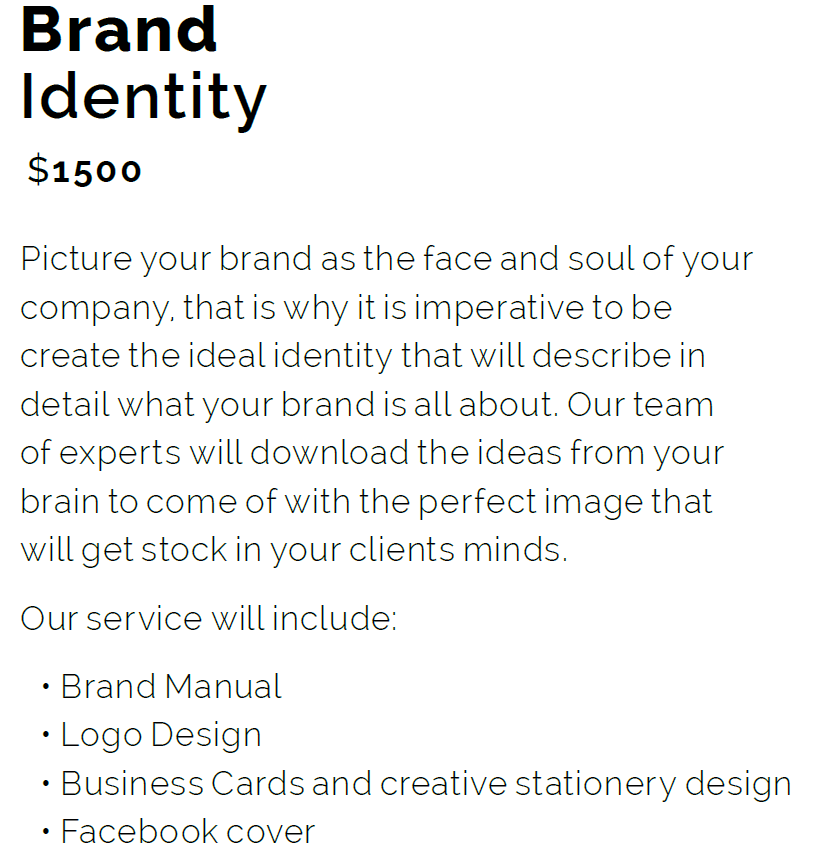 Brand
Identity
$1500
Picture your brand as the face and soul of your
company, that is why it is imperative to be
create the ideal identity that will describe in
detail what your brand is all about. Our team
of experts will download the ideas from your
brain to come of with the perfect image that
will get stock in your clients minds.
Our service will include:
• Brand Manual
• Logo Design
• Business Cards and creative stationery design
• Facebook cover